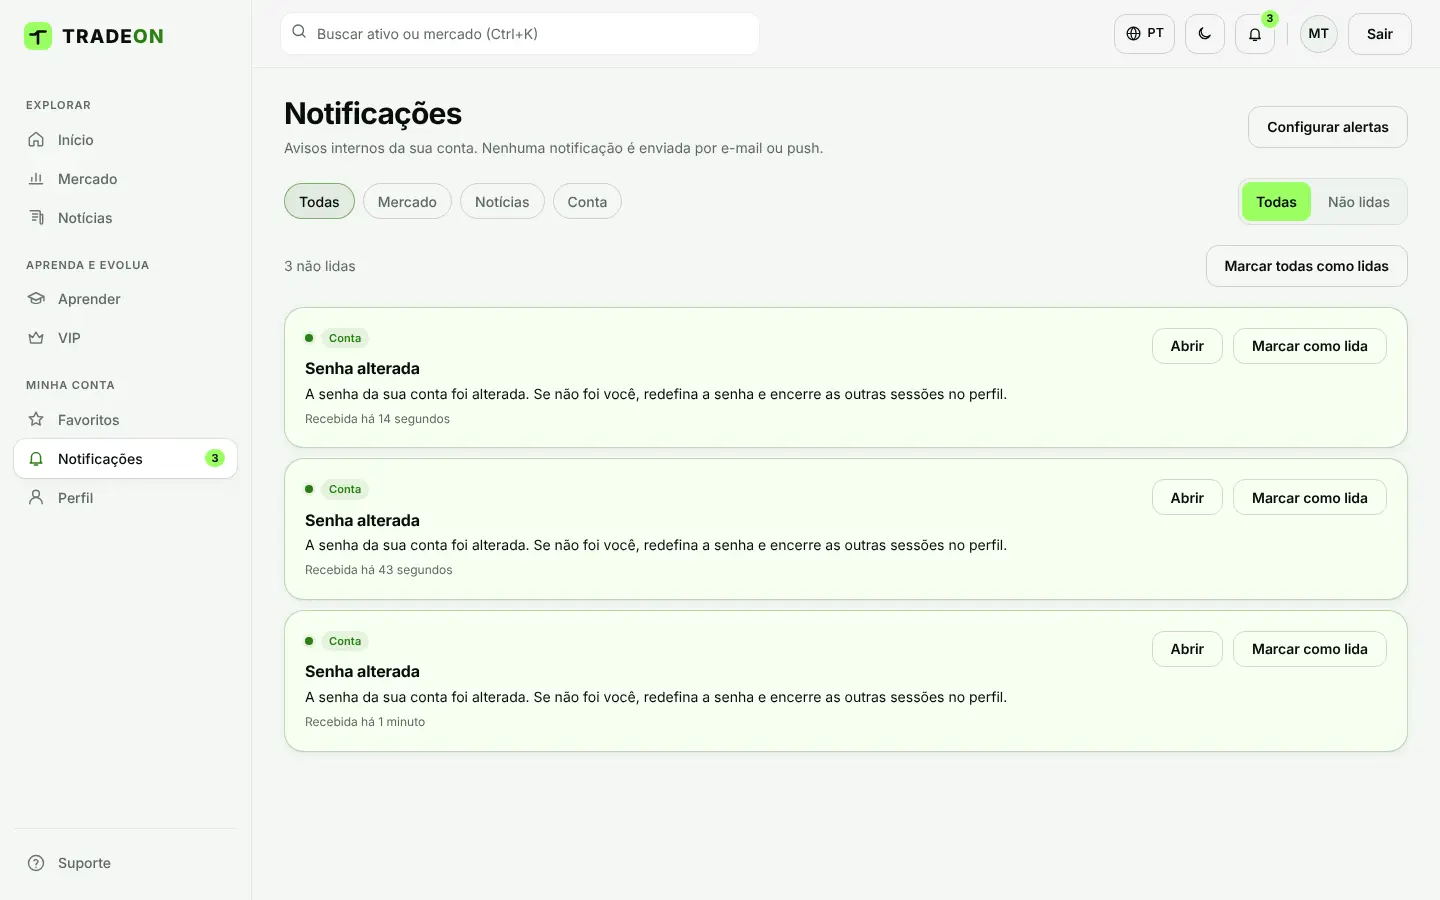 TRADEON
Buscar ativo ou mercado (Ctrl+K)
PT
3
MT
Sair
EXPLORAR
Início
Mercado
Notícias
APRENDA E EVOLUA
Aprender
VIP
MINHA CONTA
Favoritos
Notificações 3
Perfil
Suporte
Notificações
Avisos internos da sua conta. Nenhuma notificação é enviada por e-mail ou push.
Configurar alertas
Todas Mercado Notícias Conta
Todas Não lidas
3 não lidas
Marcar todas como lidas
Conta
Senha alterada
A senha da sua conta foi alterada. Se não foi você, redefina a senha e encerre as outras sessões no perfil.
Recebida há 14 segundos
Abrir Marcar como lida
Conta
Senha alterada
A senha da sua conta foi alterada. Se não foi você, redefina a senha e encerre as outras sessões no perfil.
Recebida há 43 segundos
Abrir Marcar como lida
Conta
Senha alterada
A senha da sua conta foi alterada. Se não foi você, redefina a senha e encerre as outras sessões no perfil.
Recebida há 1 minuto
Abrir Marcar como lida